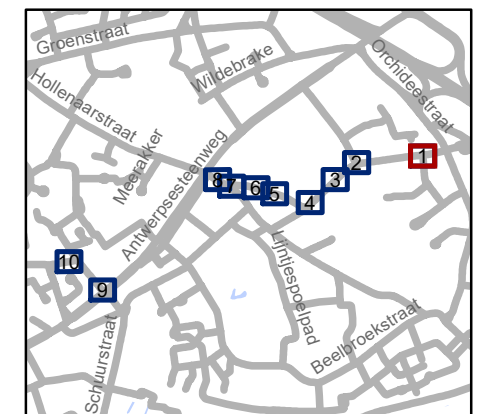 Groenstraat
Wildebrake
Orchideestraat
Hollenaarstraat
Meerakker
Antwerpsesteenweg
1
2
3
4
5
6
7
8
Lijntjespoelpad
10
9
Schuurstraat
Beelbroekstraat